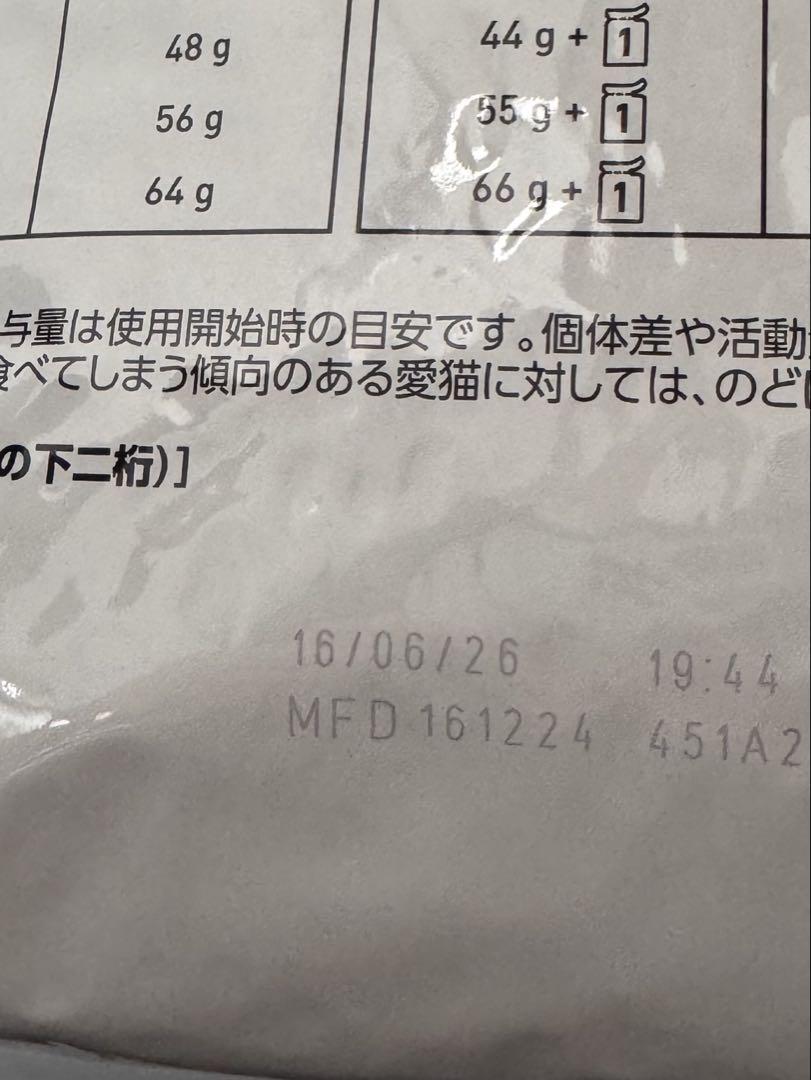 48 g
44 g + 1
56 g
55 g + 1
64 g
66 g + 1
与量は使用開始時の目安です。個体差や活動
食べてしまう傾向のある愛猫に対しては、のど
の下二桁)]
16/06/26 19:44
MFD 161224 451A2